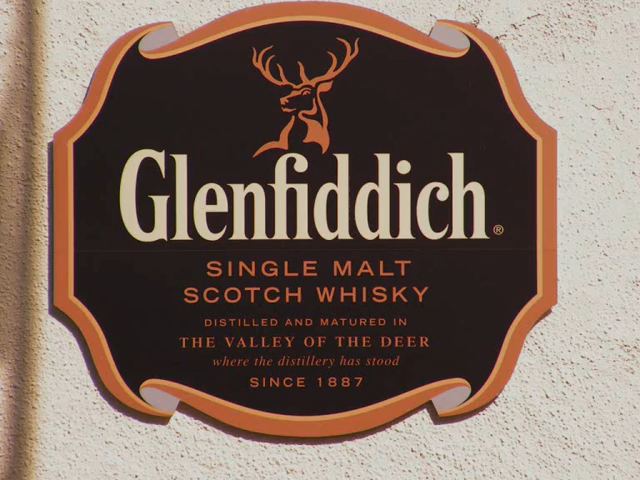 Glenfiddich®
SINGLE MALT
SCOTCH WHISKY
DISTILLED AND MATURED IN
THE VALLEY OF THE DEER
where the distillery has stood
SINCE 1887